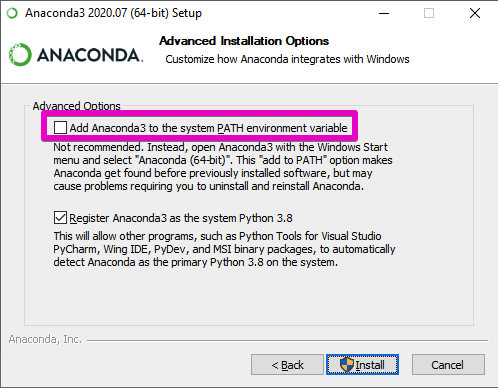 Anaconda3 2020.07 (64-bit) Setup
ANACONDA.
Advanced Installation Options
Customize how Anaconda integrates with Windows
Advanced Options
Add Anaconda3 to the system PATH environment variable
Not recommended. Instead, open Anaconda3 with the Windows Start
menu and select "Anaconda (64-bit)". This "add to PATH" option makes
Anaconda get found before previously installed software, but may
cause problems requiring you to uninstall and reinstall Anaconda.
Register Anaconda3 as the system Python 3.8
This will allow other programs, such as Python Tools for Visual Studio
PyCharm, Wing IDE, PyDev, and MSI binary packages, to automatically
detect Anaconda as the primary Python 3.8 on the system.
Anaconda, Inc.
< Back
Install
Cancel